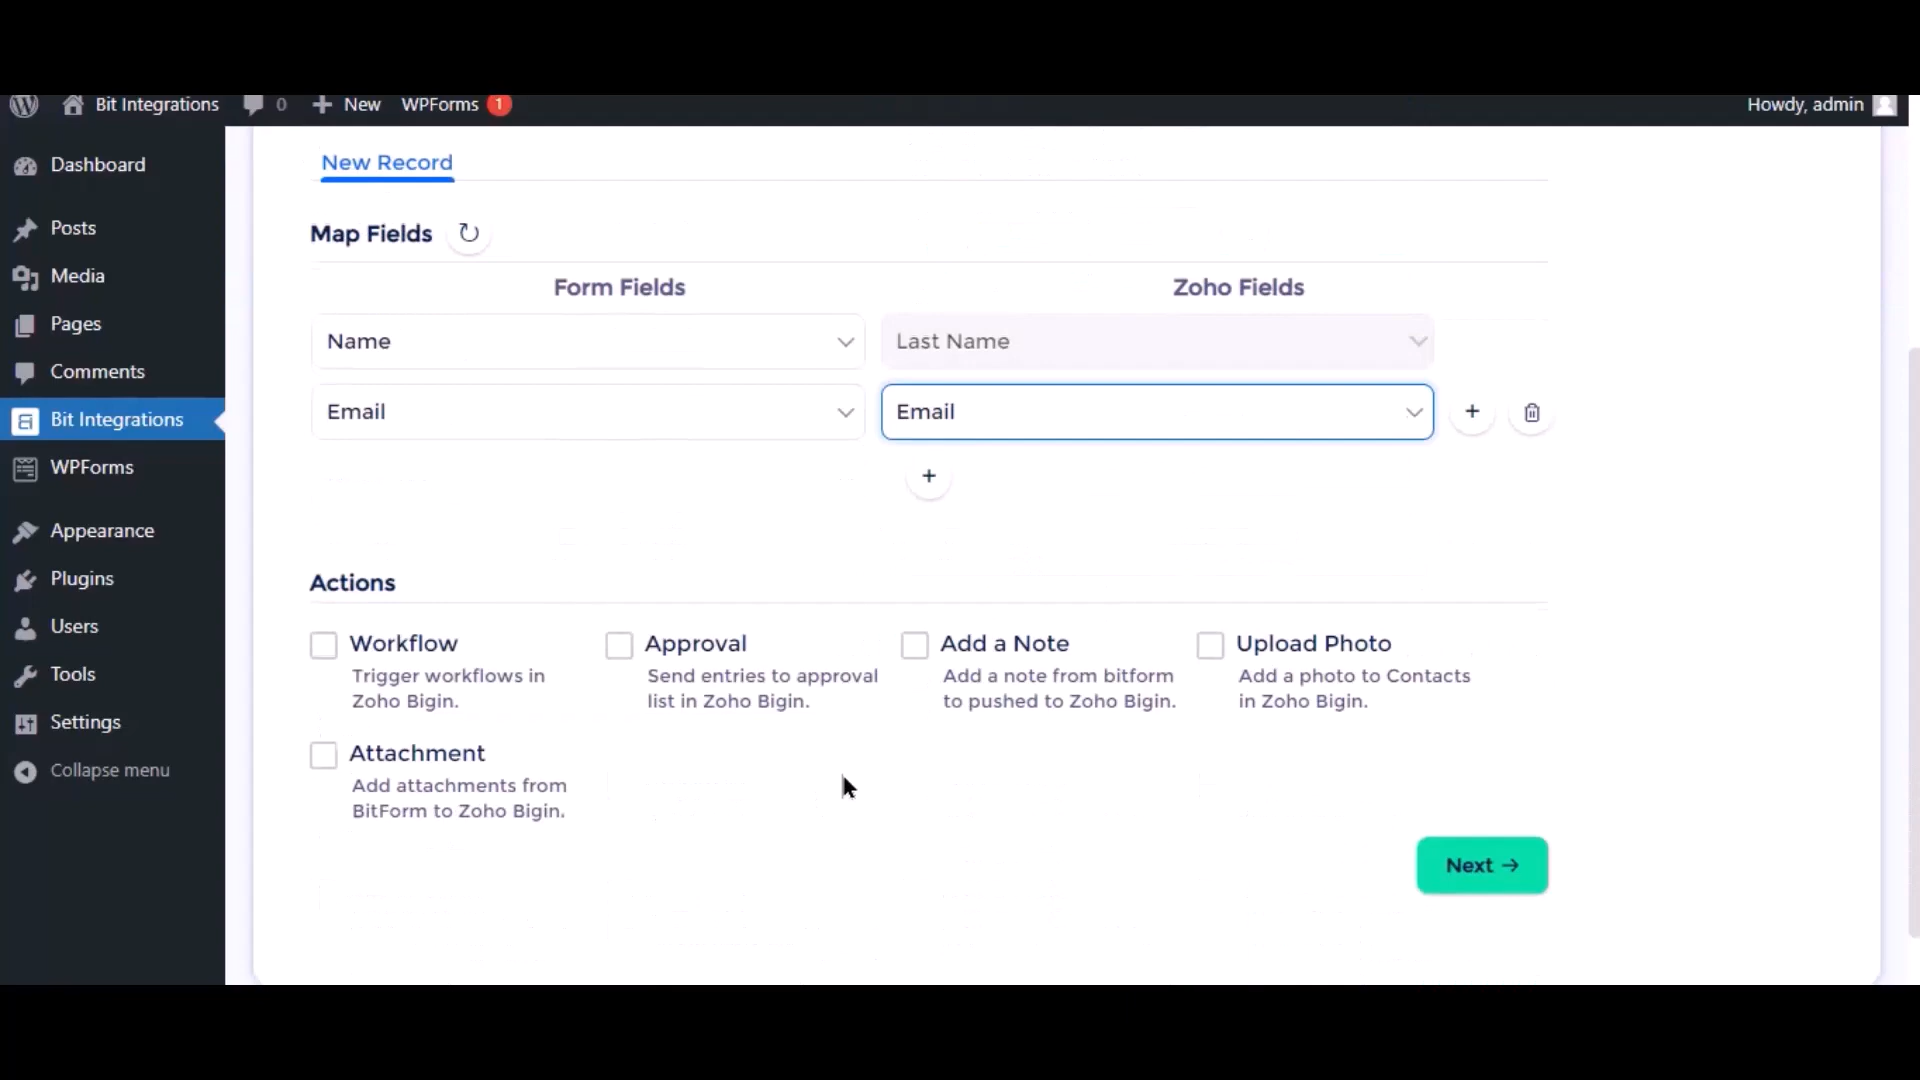 Bit Integrations 0 New WPForms 1 Howdy, admin
Dashboard
Posts
Media
Pages
Comments
Bit Integrations
WPForms
Appearance
Plugins
Users
Tools
Settings
Collapse menu
New Record
Map Fields
Form Fields Zoho Fields
Name Last Name
Email Email
Actions
Workflow
Trigger workflows in
Zoho Bigin.
Approval
Send entries to approval
list in Zoho Bigin.
Add a Note
Add a note from bitform
to pushed to Zoho Bigin.
Upload Photo
Add a photo to Contacts
in Zoho Bigin.
Attachment
Add attachments from
BitForm to Zoho Bigin.
Next →